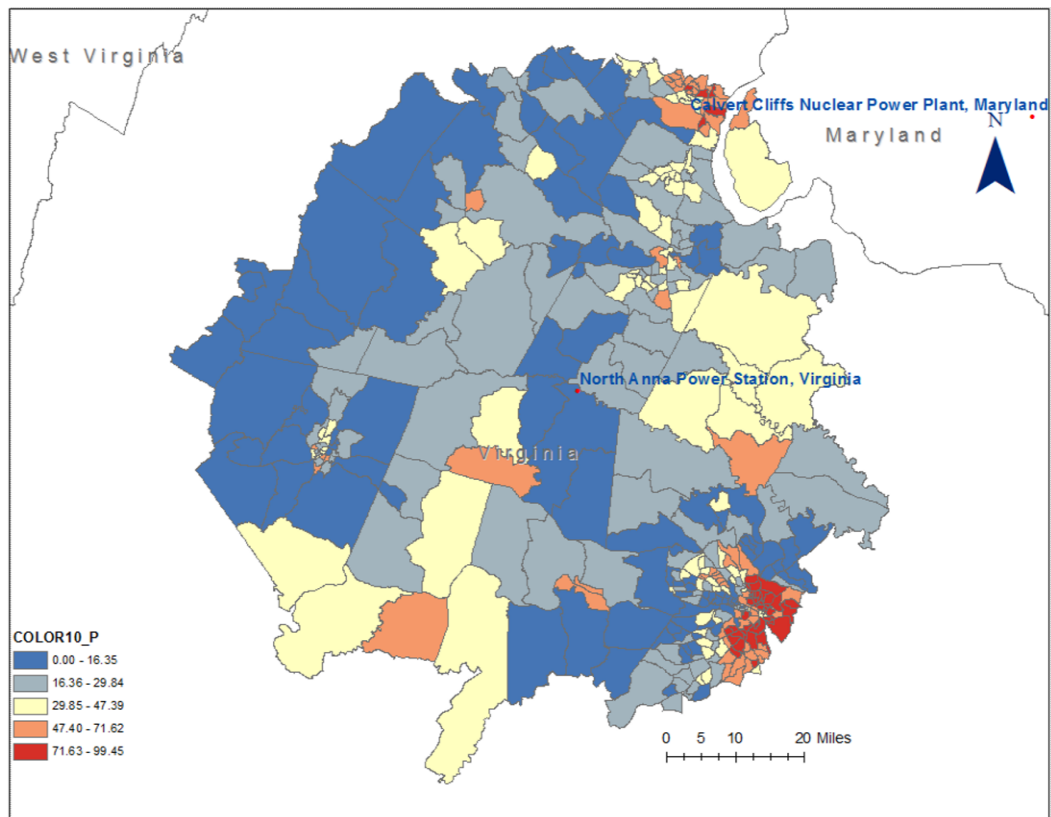 West Virginia
Calvert Cliffs Nuclear Power Plant, Maryland
N
Maryland
North Anna Power Station, Virginia
Virginia
COLOR10_P
0.00 - 16.35
16.36 - 29.84
29.85 - 47.39
47.40 - 71.62
71.63 - 99.45
0 5 10 20 Miles